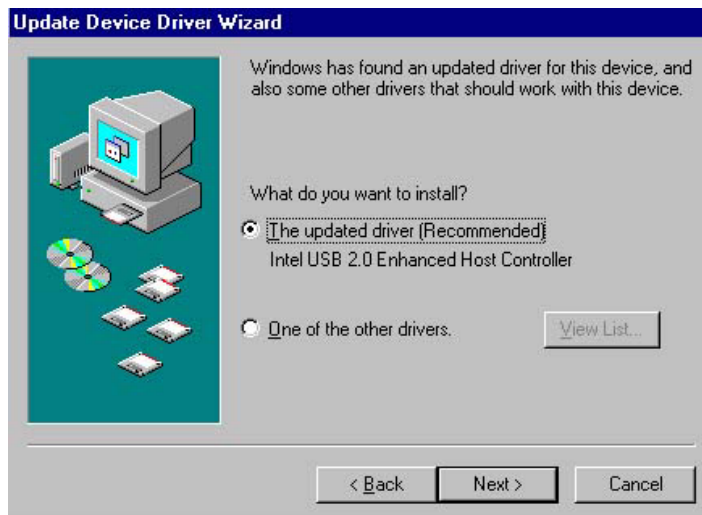 Update Device Driver Wizard
Windows has found an updated driver for this device, and
also some other drivers that should work with this device.
What do you want to install?
The updated driver (Recommended)
Intel USB 2.0 Enhanced Host Controller
One of the other drivers.
View List...
< Back
Next >
Cancel